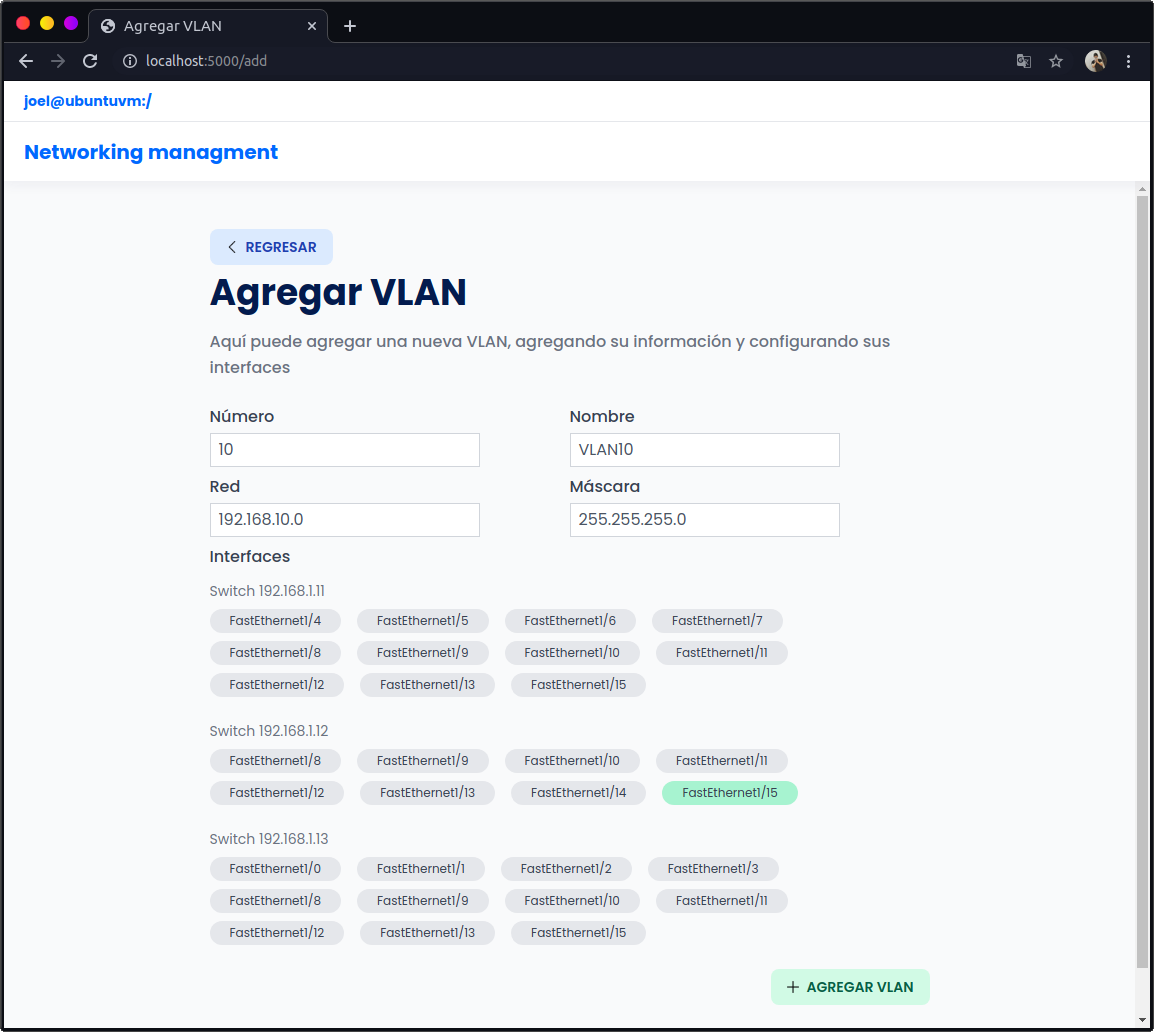 Agregar VLAN
localhost:5000/add
joel@ubuntuvm:/
Networking managment
REGRESAR
Agregar VLAN
Aquí puede agregar una nueva VLAN, agregando su información y configurando sus
interfaces
Número Nombre
10 VLAN10
Red Máscara
192.168.10.0 255.255.255.0
Interfaces
Switch 192.168.1.11
FastEthernet1/4 FastEthernet1/5 FastEthernet1/6 FastEthernet1/7
FastEthernet1/8 FastEthernet1/9 FastEthernet1/10 FastEthernet1/11
FastEthernet1/12 FastEthernet1/13 FastEthernet1/15
Switch 192.168.1.12
FastEthernet1/8 FastEthernet1/9 FastEthernet1/10 FastEthernet1/11
FastEthernet1/12 FastEthernet1/13 FastEthernet1/14 FastEthernet1/15
Switch 192.168.1.13
FastEthernet1/0 FastEthernet1/1 FastEthernet1/2 FastEthernet1/3
FastEthernet1/8 FastEthernet1/9 FastEthernet1/10 FastEthernet1/11
FastEthernet1/12 FastEthernet1/13 FastEthernet1/15
+ AGREGAR VLAN